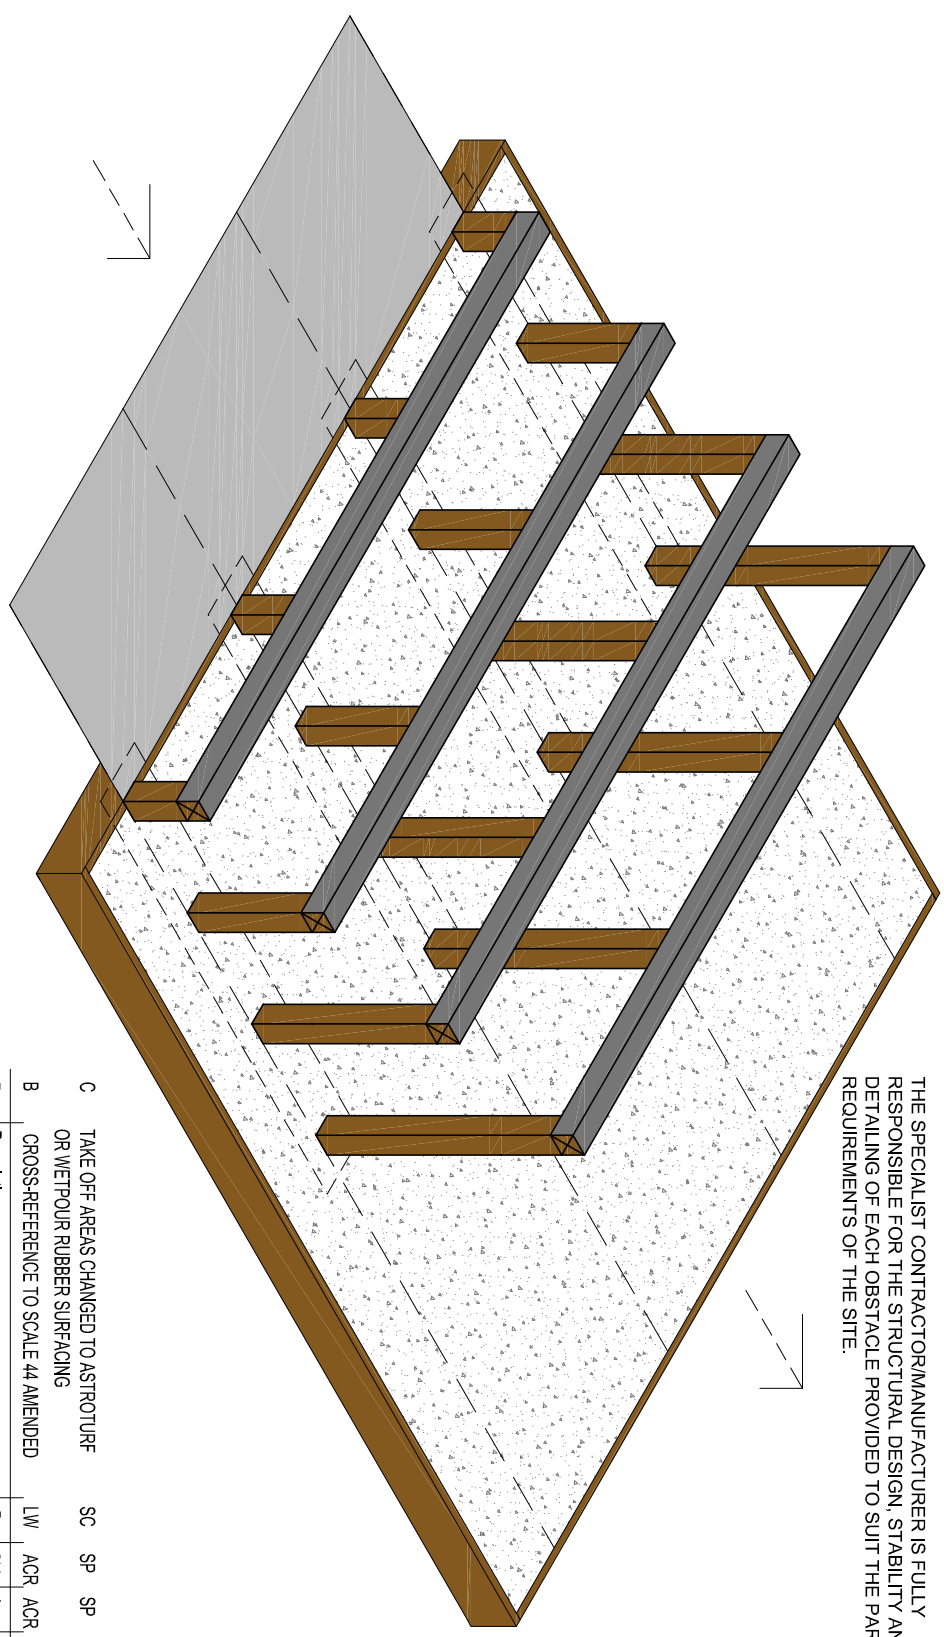 THE SPECIALIST CONTRACTOR/MANUFACTURER IS FULLY
RESPONSIBLE FOR THE STRUCTURAL DESIGN, STABILITY
DETAILING OF EACH OBSTACLE PROVIDED TO SUIT THE
REQUIREMENTS OF THE SITE.
C TAKE OFF AREAS CHANGED TO ASTROTURF SC SP SP
OR WETPOUR RUBBER SURFACING
B CROSS-REFERENCE TO SCALE 44 AMENDED LW ACR ACR